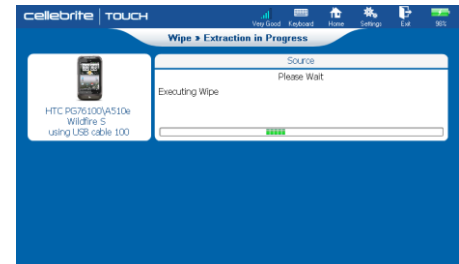 cellebrite TOUCH
Very Good Keyboard Home Settings Exit 96%
Wipe > Extraction in Progress
Source
Please Wait
Executing Wipe
HTC PG76100\A510e
Wildfire S
using USB cable 100